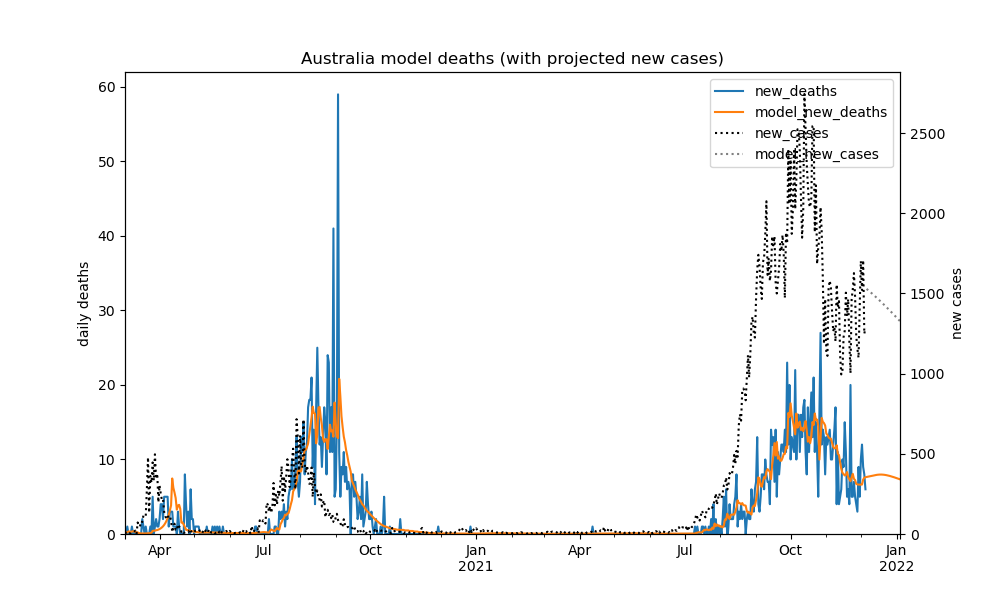 Australia model deaths (with projected new cases)
60
50
40
30
20
10
0
daily deaths
new_deaths
model_new_deaths
new_cases
model_new_cases
2500
2000
1500
1000
500
0
new cases
Apr
Jul
Oct
Jan
2021
Apr
Jul
Oct
Jan
2022